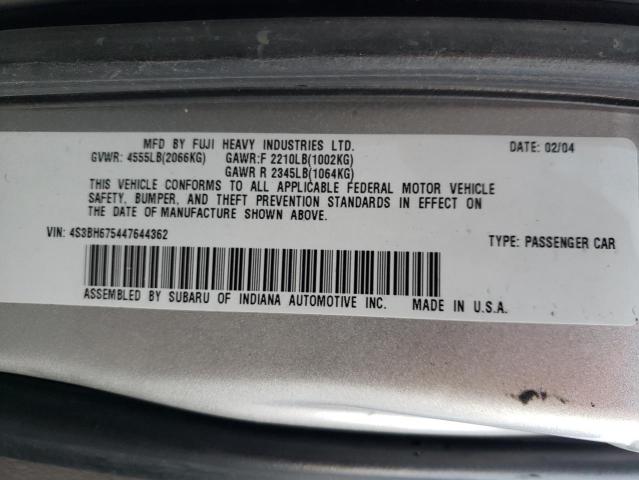 MFD BY FUJI HEAVY INDUSTRIES LTD. DATE: 02/04
GVWR: 4555LB(2066KG) GAWR:F 2210LB(1002KG)
GAWR R 2345LB(1064KG)
THIS VEHICLE CONFORMS TO ALL APPLICABLE FEDERAL MOTOR VEHICLE
SAFETY, BUMPER, AND THEFT PREVENTION STANDARDS IN EFFECT ON
THE DATE OF MANUFACTURE SHOWN ABOVE.
VIN: 4S3BH675447644362 TYPE: PASSENGER CAR
ASSEMBLED BY SUBARU OF INDIANA AUTOMOTIVE INC. MADE IN U.S.A.